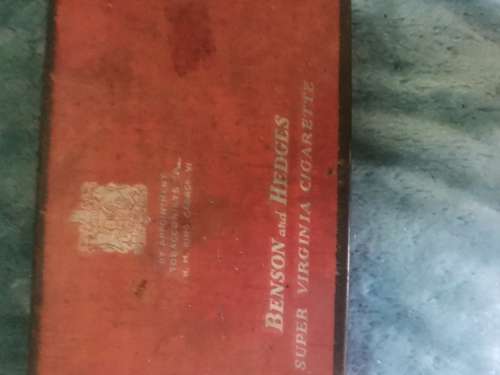 BY APPOINTMENT
TOBACCONISTS TO
H. M. KING GEORGE VI
BENSON and HEDGES
SUPER VIRGINIA CIGARETTE